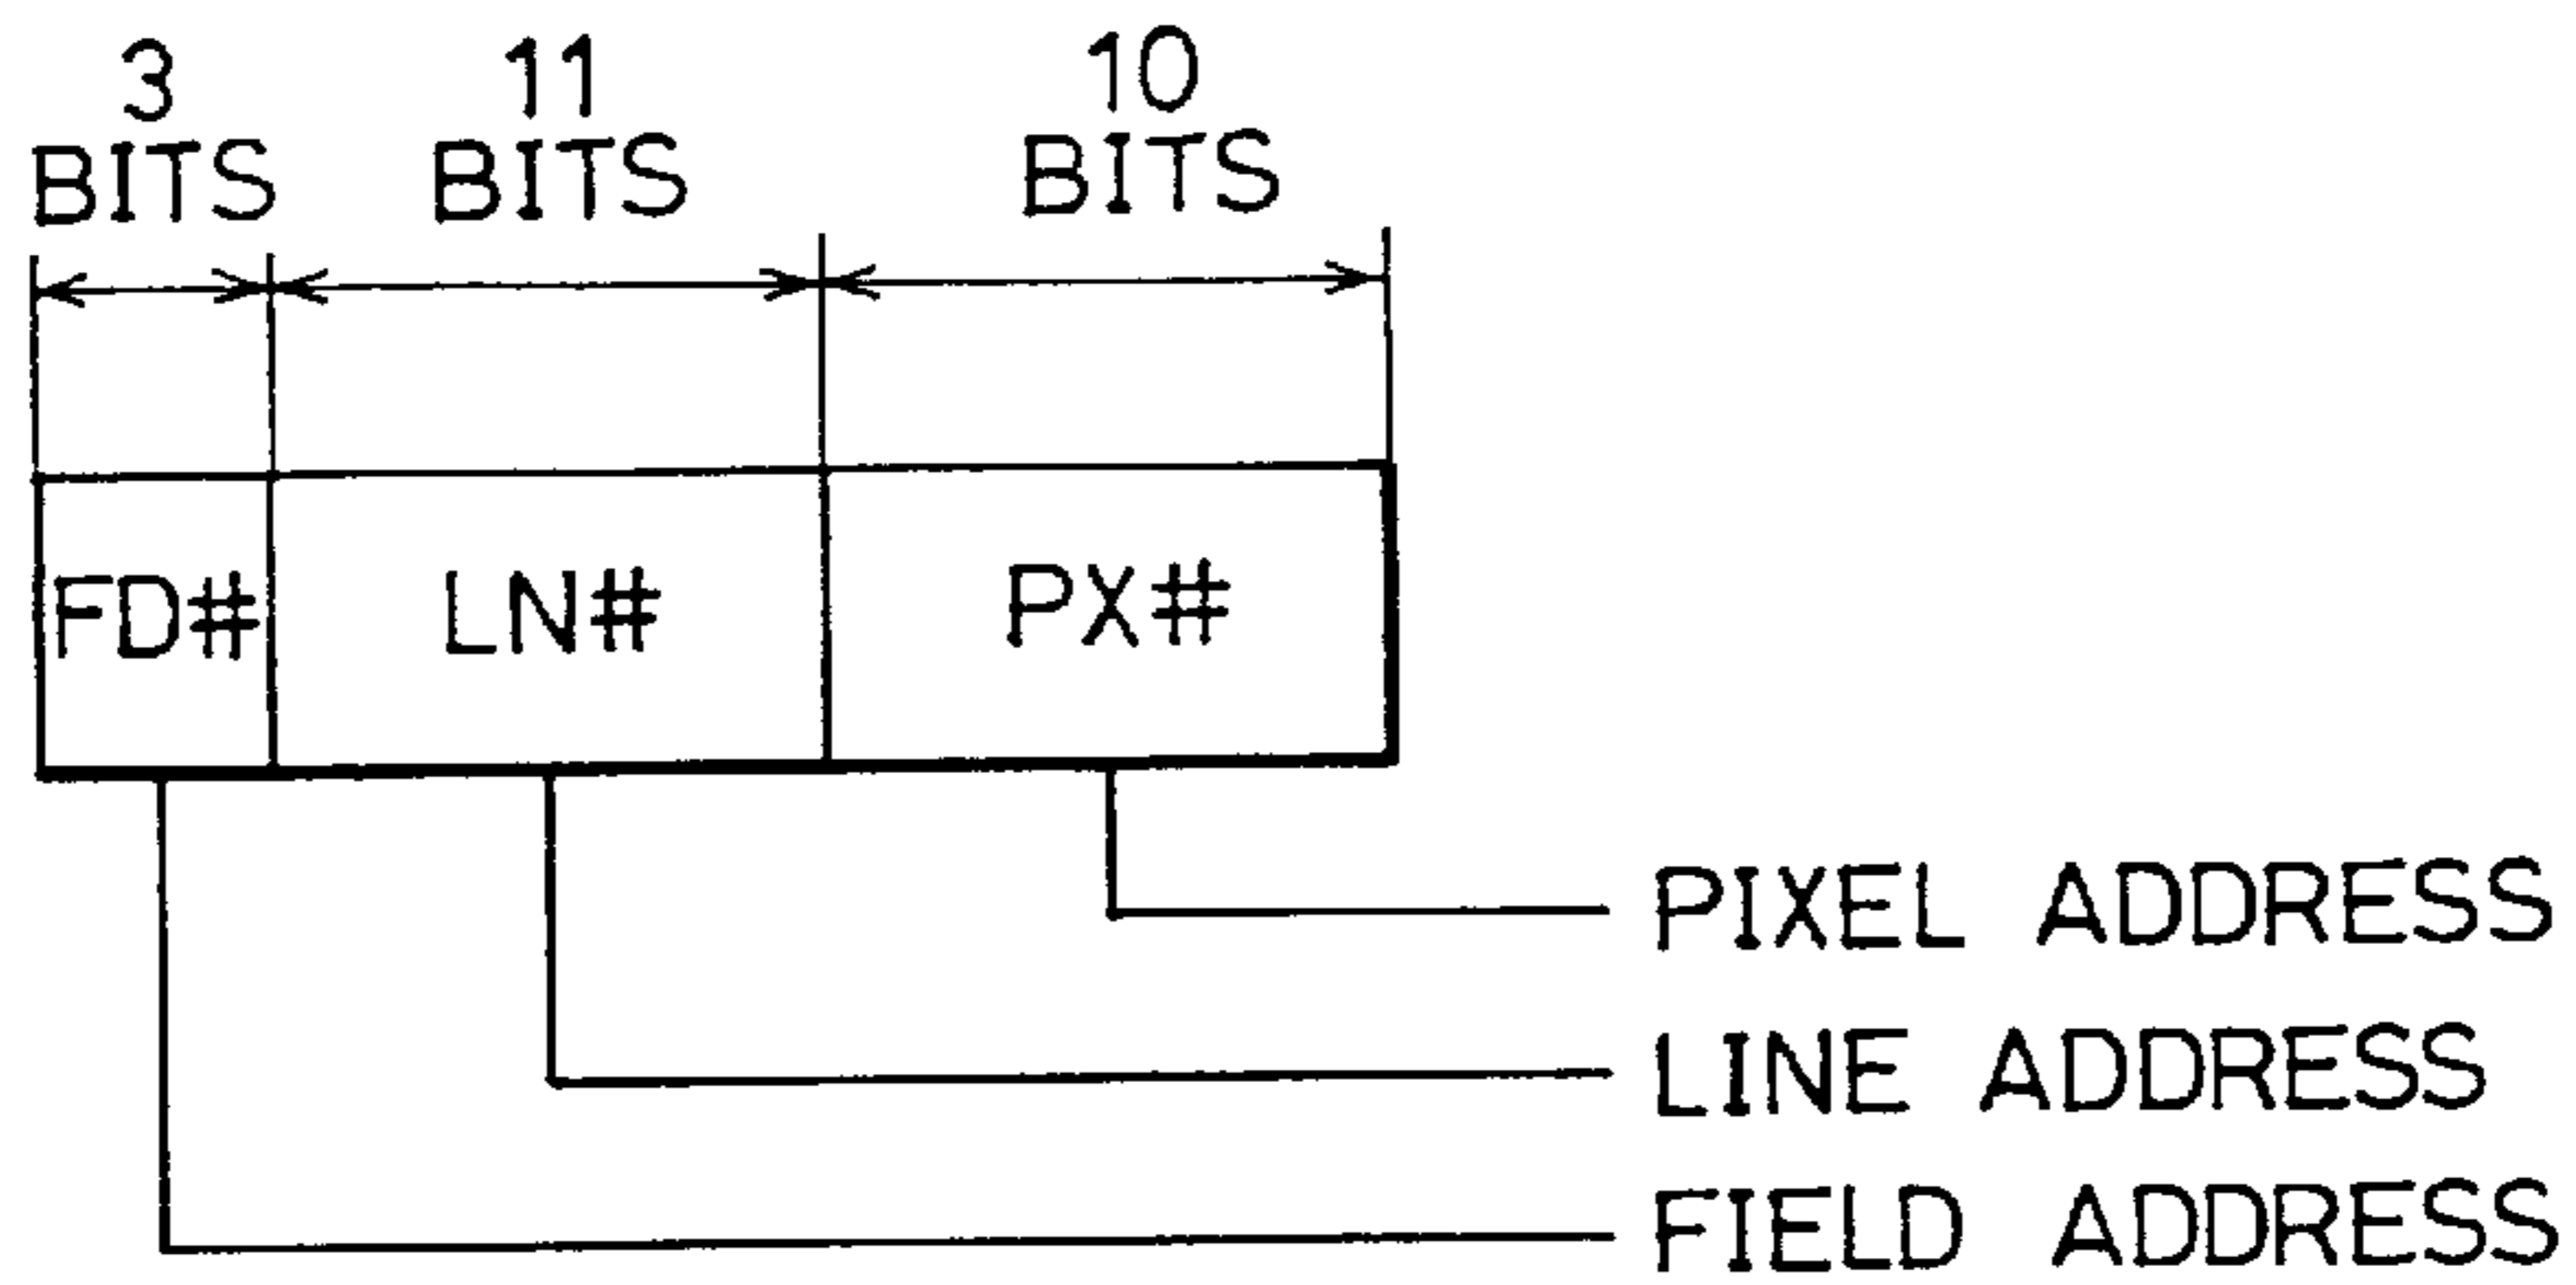 3 11 10
BITS BITS BITS
FD# LN# PX#
PIXEL ADDRESS
LINE ADDRESS
FIELD ADDRESS